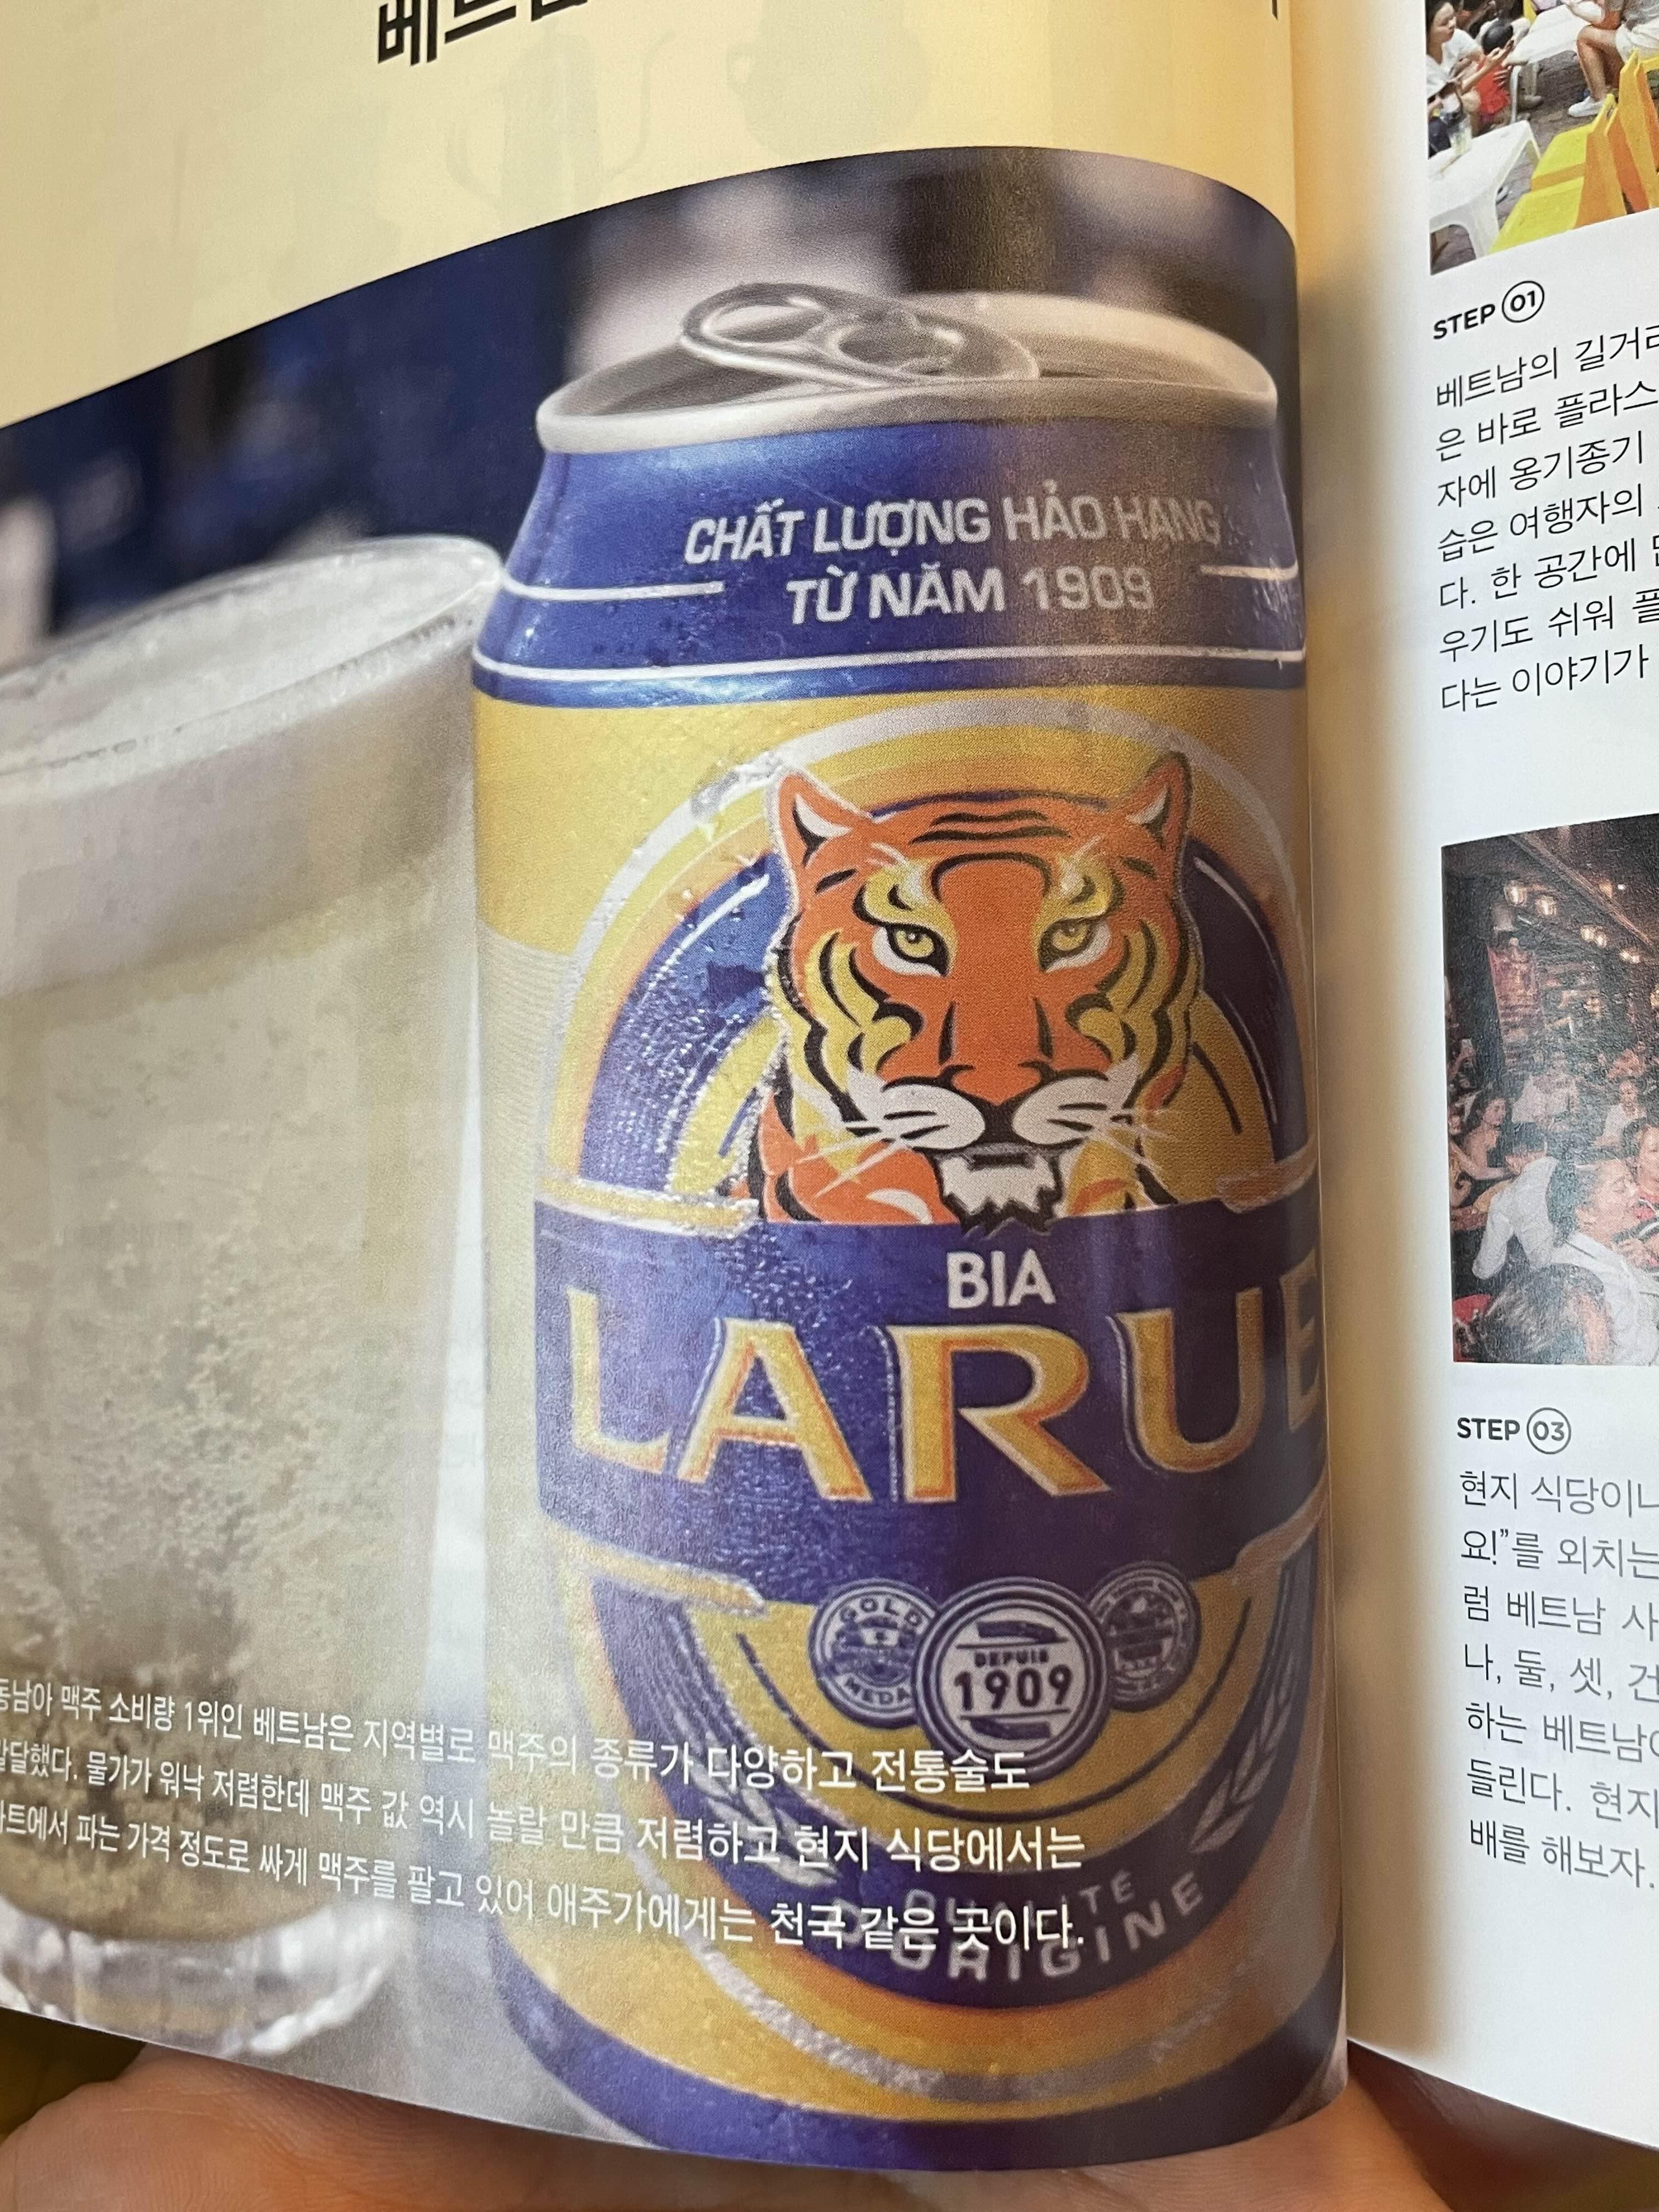 CHẤT LƯỢNG HẢO HẠNG
TỪ NĂM 1909
BIA
LARUE
GOLD
MEDA
DEPUIS
1909
ORIGINE
동남아 맥주 소비량 1위인 베트남은 지역별로 맥주의 종류가 다양하고 전통술도
발달했다. 물가가 워낙 저렴한데 맥주 값 역시 놀랄 만큼 저렴하고 현지 식당에서는
마트에서 파는 가격 정도로 싸게 맥주를 팔고 있어 애주가에게는 천국 같은 곳이다.
STEP 01
베트남의 길거리
은 바로 플라스
자에 옹기종기
습은 여행자의
다. 한 공간에
우기도 쉬워 플
다는 이야기가
STEP 03
현지 식당이나
요!”를 외치는
럼 베트남 사
나, 둘, 셋, 건
하는 베트남
들린다. 현지
배를 해보자.